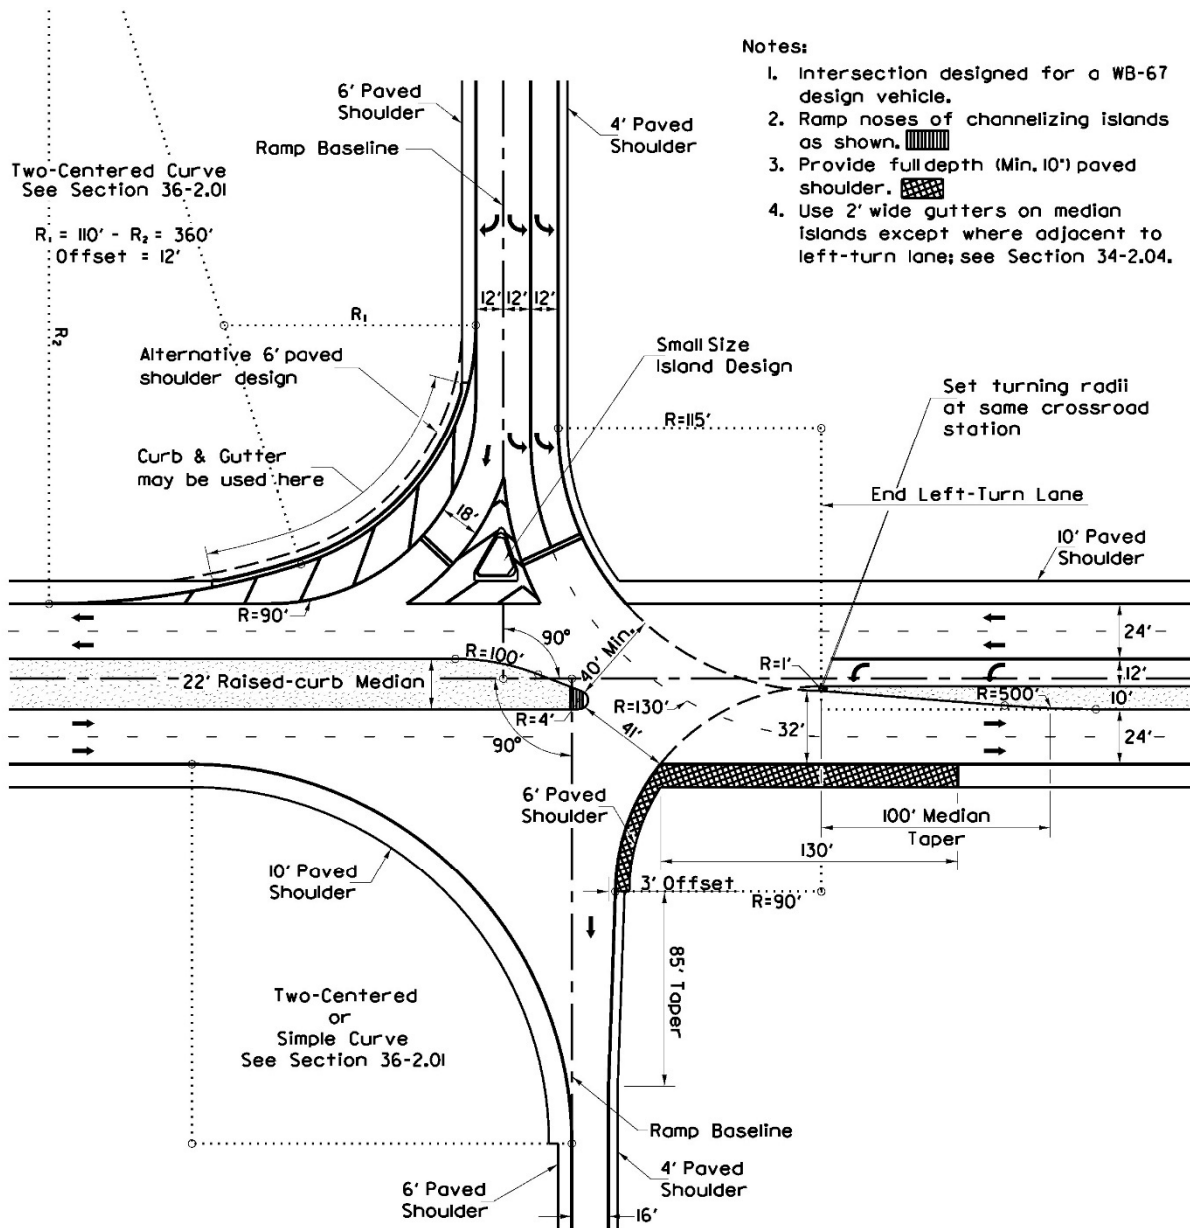 Notes:
1. Intersection designed for a WB-67
design vehicle.
2. Ramp noses of channelizing islands
as shown.
3. Provide full depth (Min. 10") paved
shoulder.
4. Use 2' wide gutters on median
islands except where adjacent to
left-turn lane; see Section 34-2.04.
6' Paved
Shoulder
Ramp Baseline
4' Paved
Shoulder
Two-Centered Curve
See Section 36-2.01
R₁ = 110' - R₂ = 360'
Offset = 12'
R₂
R₁
12'
12'
12'
Alternative 6' paved
shoulder design
Small Size
Island Design
Curb & Gutter
may be used here
R=115'
Set turning radii
at same crossroad
station
End Left-Turn Lane
10' Paved
Shoulder
18'
R=90'
90°
R=100'
40' Min.
R=1'
24'
12'
22' Raised-curb Median
R=4'
R=130'
R=500'
10'
90°
41'
32'
24'
6' Paved
Shoulder
100' Median
Taper
130'
10' Paved
Shoulder
3' Offset
R=90'
85' Taper
Two-Centered
or
Simple Curve
See Section 36-2.01
Ramp Baseline
6' Paved
Shoulder
4' Paved
Shoulder
16'